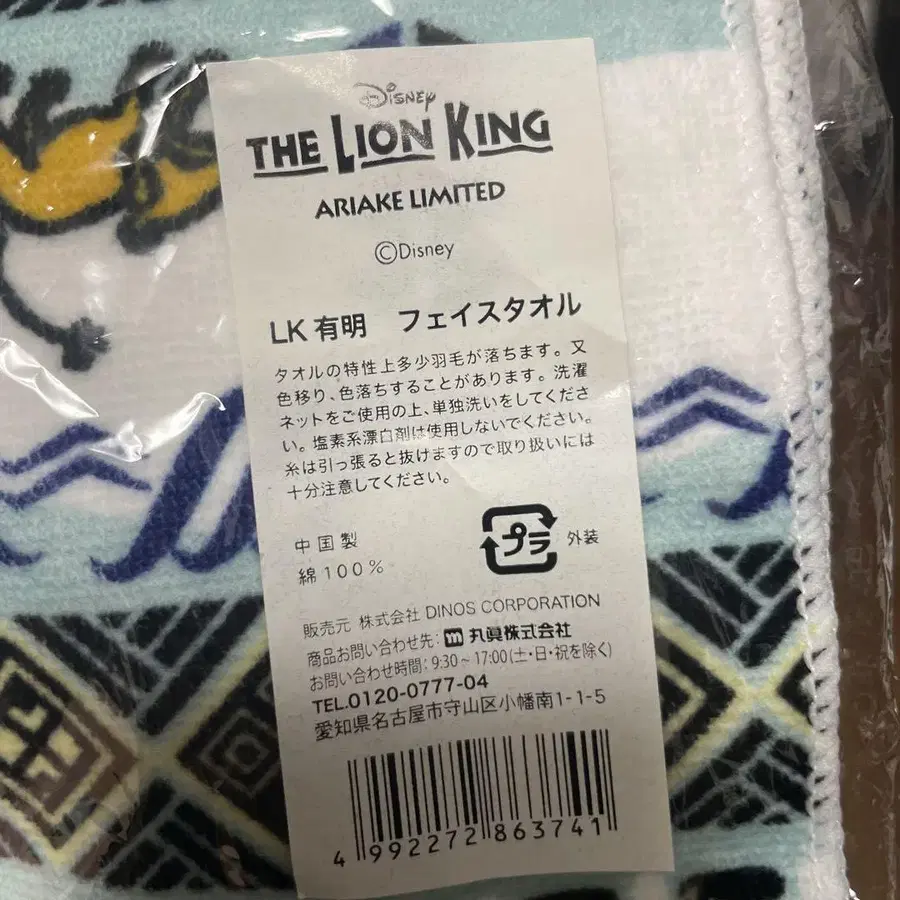 Disney
THE LION KING
ARIAKE LIMITED
©Disney
LK 有明　フェイスタオル
タオルの特性上多少羽毛が落ちます。又
色移り、色落ちすることがあります。洗濯
ネットをご使用の上、単独洗いをしてくださ
い。塩素系漂白剤は使用しないでください。
糸は引っ張ると抜けますので取り扱いには
十分注意してください。
中国製
綿100%
プラ 外装
販売元 株式会社 DINOS CORPORATION
商品お問い合わせ先: m 丸眞株式会社
お問い合わせ時間: 9:30~17:00(土・日・祝を除く)
TEL.0120-0777-04
愛知県名古屋市守山区小幡南1-1-5
4 992272 863741